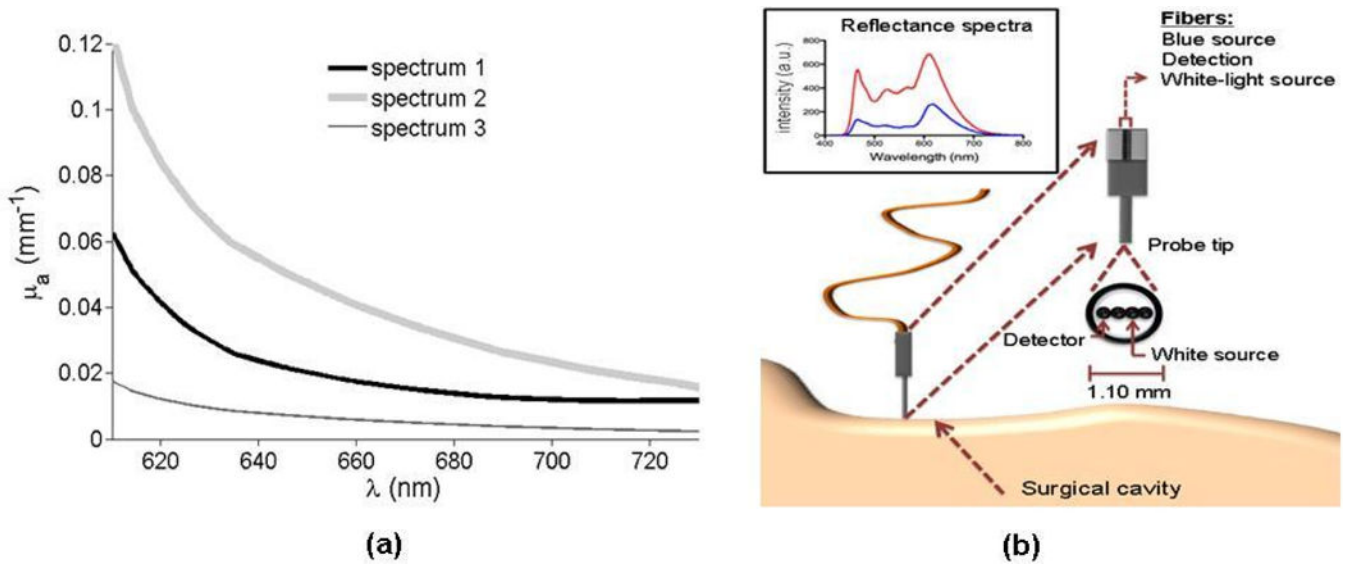 0.12
0.1
0.08
0.06
0.04
0.02
0
μa (mm-1)
spectrum 1
spectrum 2
spectrum 3
620
640
660
680
700
720
λ (nm)
(a)
Reflectance spectra
intensity (a.u.)
800
600
400
200
0
400
500
600
700
800
Wavelength (nm)
Fibers:
Blue source
Detection
White-light source
Probe tip
Detector
White source
1.10 mm
Surgical cavity
(b)